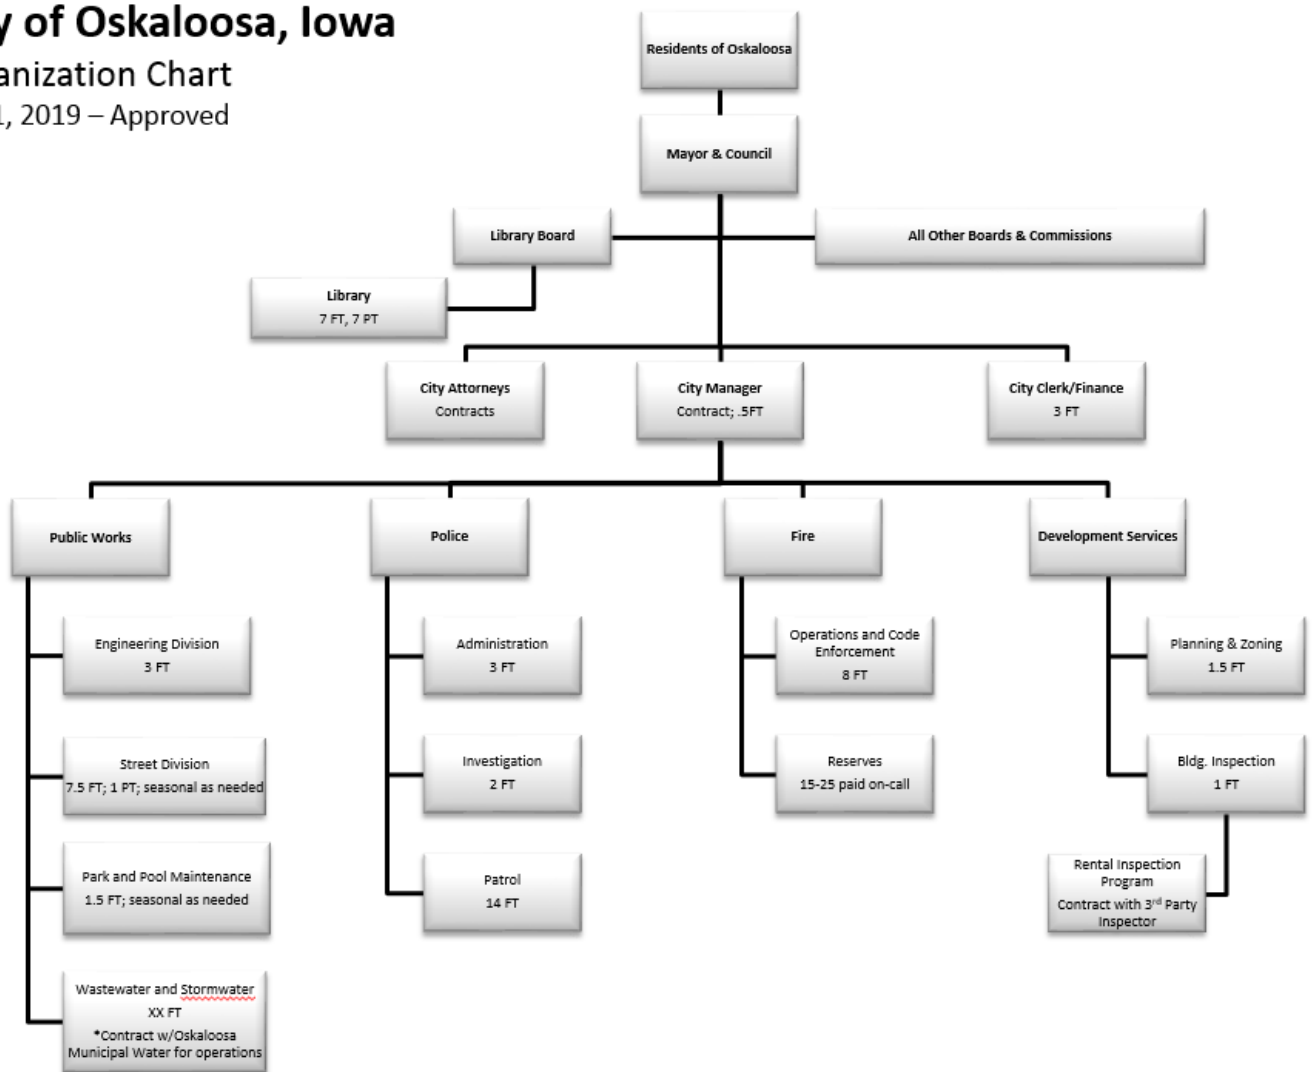 y of Oskaloosa, Iowa
anization Chart
1, 2019 – Approved
Residents of Oskaloosa
Mayor & Council
Library Board
All Other Boards & Commissions
Library
7 FT, 7 PT
City Attorneys
Contracts
City Manager
Contract; .5FT
City Clerk/Finance
3 FT
Public Works
Police
Fire
Development Services
Engineering Division
3 FT
Street Division
7.5 FT; 1 PT; seasonal as needed
Park and Pool Maintenance
1.5 FT; seasonal as needed
Wastewater and Stormwater
XX FT
*Contract w/Oskaloosa
Municipal Water for operations
Administration
3 FT
Investigation
2 FT
Patrol
14 FT
Operations and Code
Enforcement
8 FT
Reserves
15-25 paid on-call
Planning & Zoning
1.5 FT
Bldg. Inspection
1 FT
Rental Inspection
Program
Contract with 3rd Party
Inspector